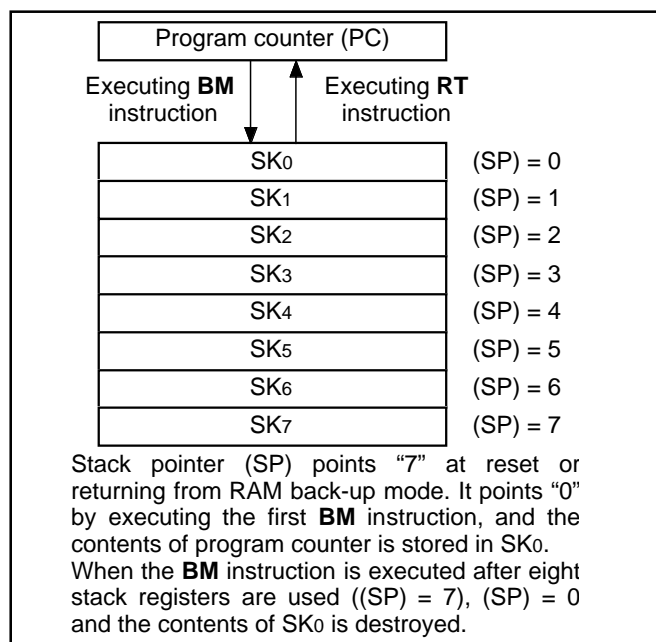 Program counter (PC)
Executing BM
instruction
Executing RT
instruction
SK0
(SP) = 0
SK1
(SP) = 1
SK2
(SP) = 2
SK3
(SP) = 3
SK4
(SP) = 4
SK5
(SP) = 5
SK6
(SP) = 6
SK7
(SP) = 7
Stack pointer (SP) points “7” at reset or
returning from RAM back-up mode. It points “0”
by executing the first BM instruction, and the
contents of program counter is stored in SK0.
When the BM instruction is executed after eight
stack registers are used ((SP) = 7), (SP) = 0
and the contents of SK0 is destroyed.